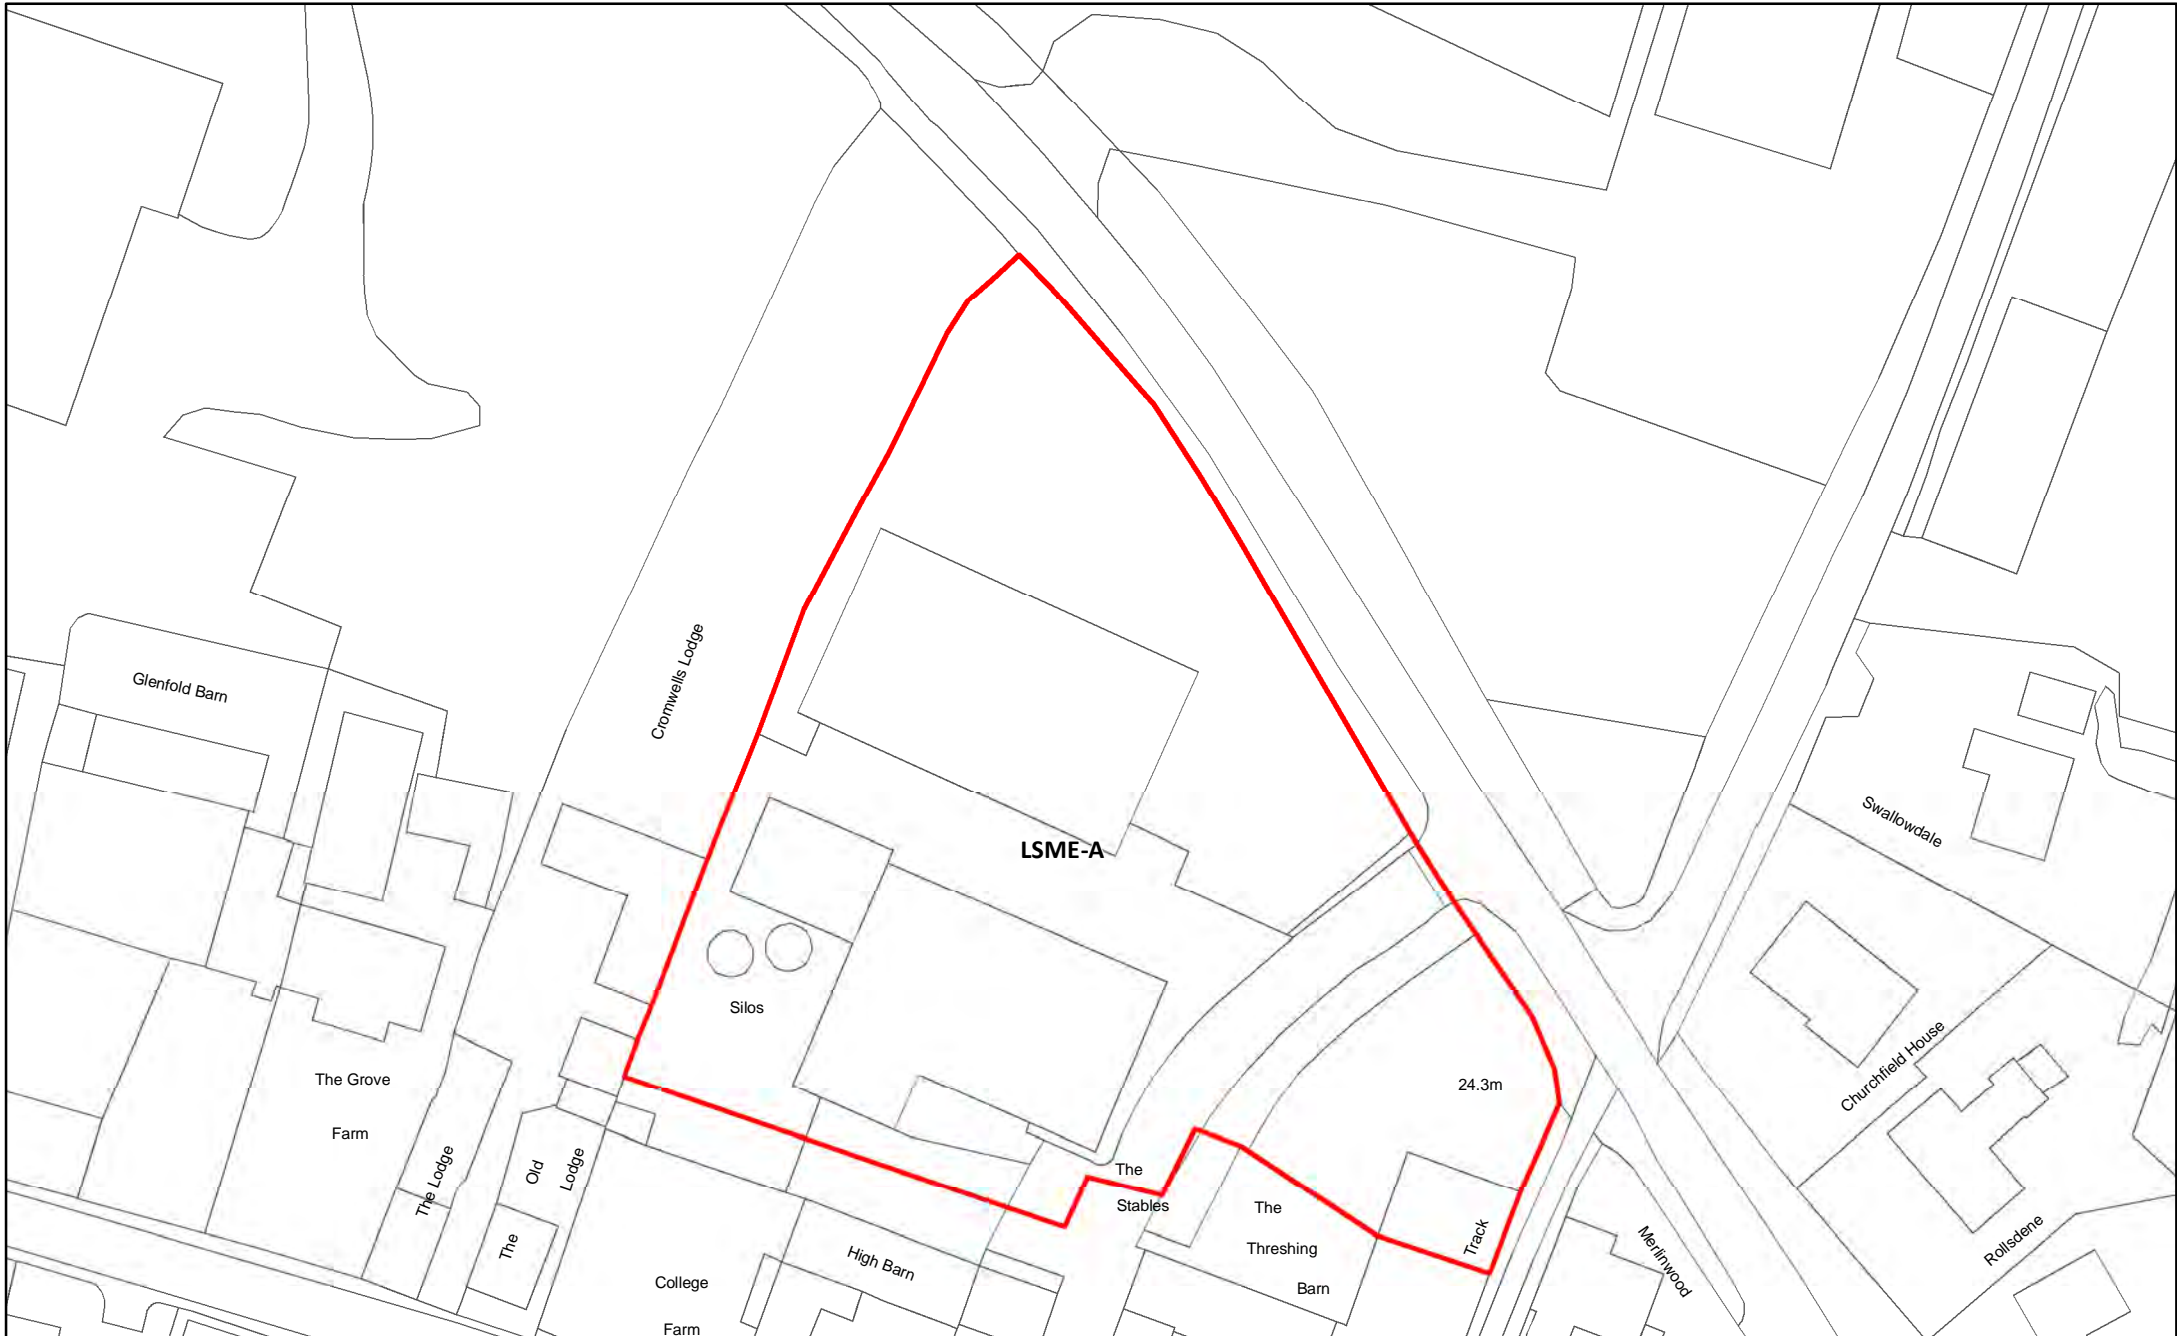 Cromwells Lodge
Glenfold Barn
Swallowdale
LSME-A
Silos
Churchfield House
The Grove
Farm
24.3m
The Lodge
Old
Lodge
The
The
Stables
The
Threshing
Barn
Track
Merlinwood
Rollsdene
High Barn
College
Farm